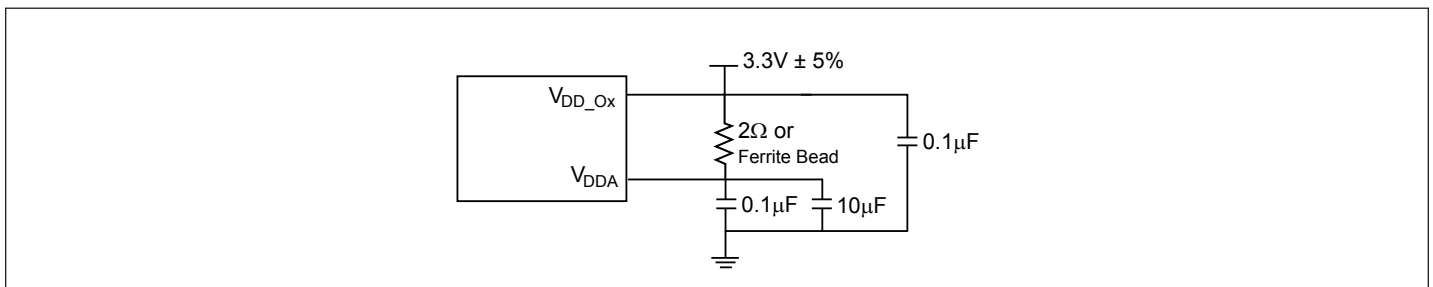 3.3V ± 5%
V_DD_Ox
2Ω or
Ferrite Bead
0.1μF
V_DDA
0.1μF
10μF